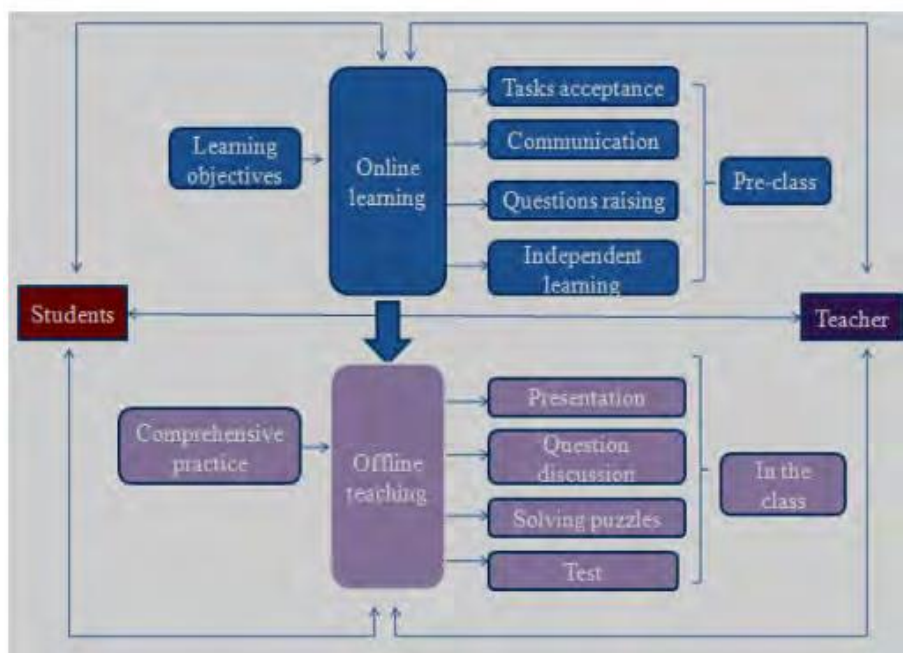 Tasks acceptance
Learning
objectives
Online
learning
Communication
Questions raising
Pre-class
Independent
learning
Students
Teacher
Presentation
Comprehensive
practice
Offline
teaching
Question
discussion
In the
class
Solving puzzles
Test